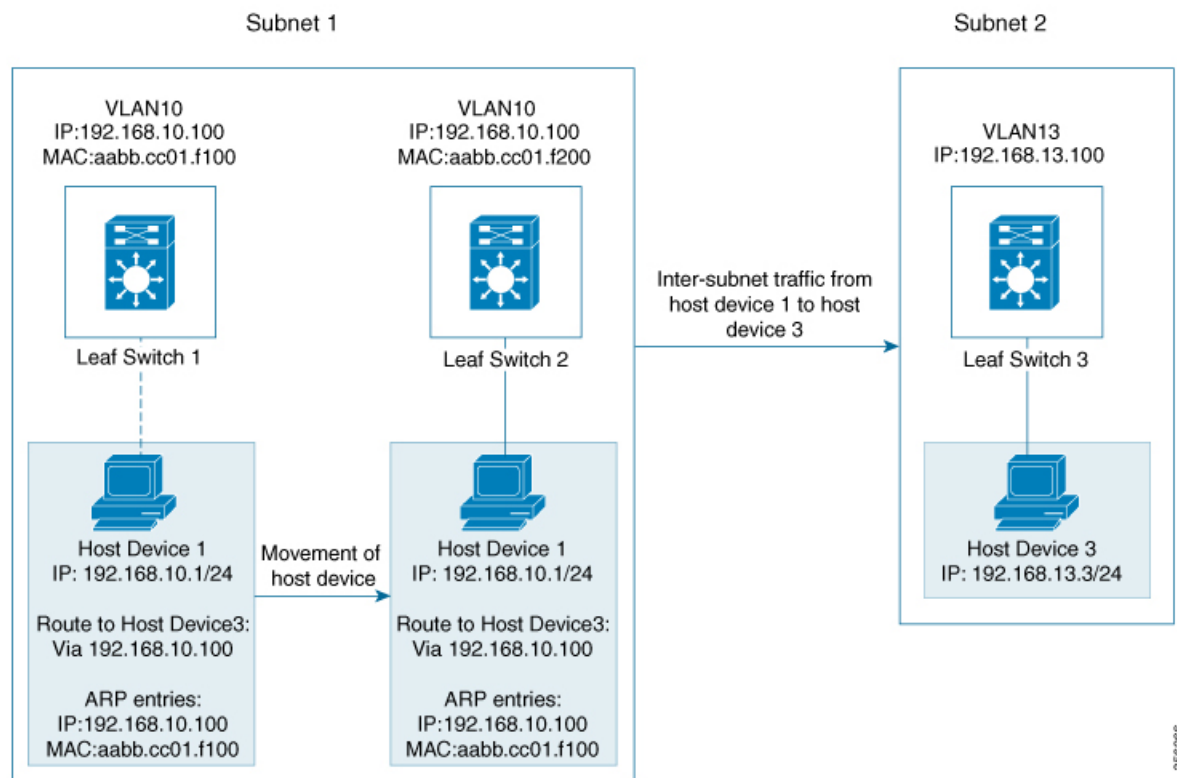 Subnet 1
Subnet 2
VLAN10
IP:192.168.10.100
MAC:aabb.cc01.f100
VLAN10
IP:192.168.10.100
MAC:aabb.cc01.f200
VLAN13
IP:192.168.13.100
Leaf Switch 1
Leaf Switch 2
Inter-subnet traffic from
host device 1 to host
device 3
Leaf Switch 3
Host Device 1
IP: 192.168.10.1/24
Route to Host Device3:
Via 192.168.10.100
ARP entries:
IP:192.168.10.100
MAC:aabb.cc01.f100
Movement of
host device
Host Device 1
IP: 192.168.10.1/24
Route to Host Device3:
Via 192.168.10.100
ARP entries:
IP:192.168.10.100
MAC:aabb.cc01.f100
Host Device 3
IP: 192.168.13.3/24